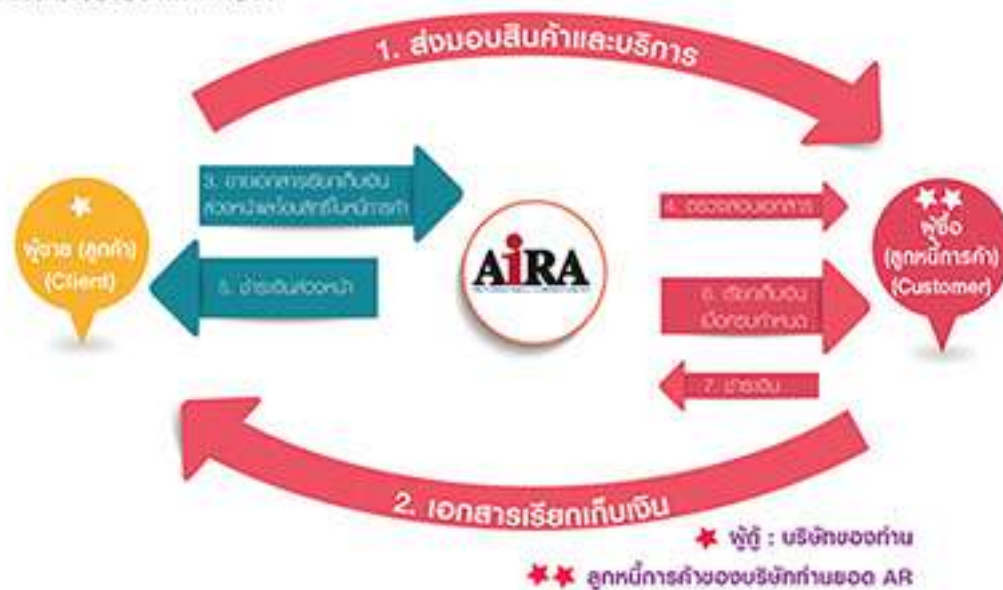 1. ส่งมอบสินค้าและบริการ
3. ขายเอกสารเรียกเก็บเงิน
ล่วงหน้าและโอนสิทธิในหนี้การค้า
4. ตรวจสอบเอกสาร
ผู้ขาย (ลูกค้า)
(Client)
5. ชำระเงินล่วงหน้า
AiRA
ผู้ซื้อ
(ลูกหนี้การค้า)
(Customer)
6. เรียกเก็บเงิน
เมื่อครบกำหนด
7. ชำระเงิน
2. เอกสารเรียกเก็บเงิน
ผู้กู้ : บริษัทของท่าน
ลูกหนี้การค้าของบริษัทท่านยอด AR